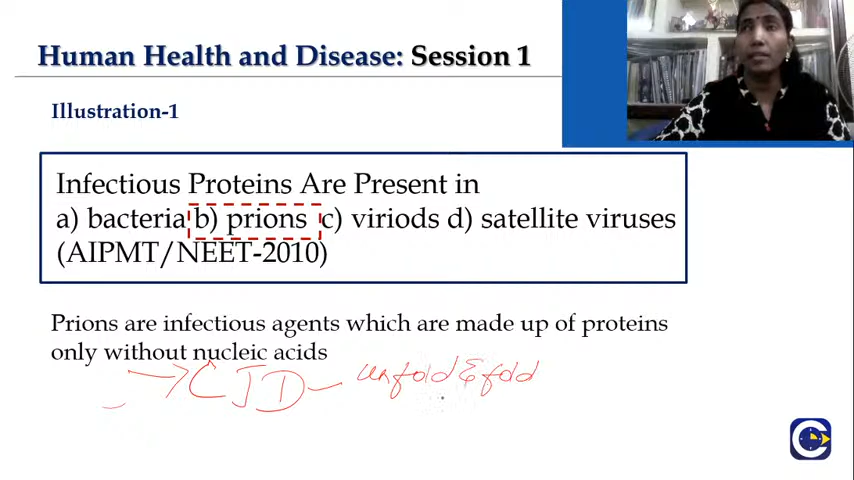 Human Health and Disease: Session 1
Illustration-1
Infectious Proteins Are Present in
a) bacteria b) prions c) viriods d) satellite viruses
(AIPMT/NEET-2010)
Prions are infectious agents which are made up of proteins
only without nucleic acids
→ CJD — unfold & fold